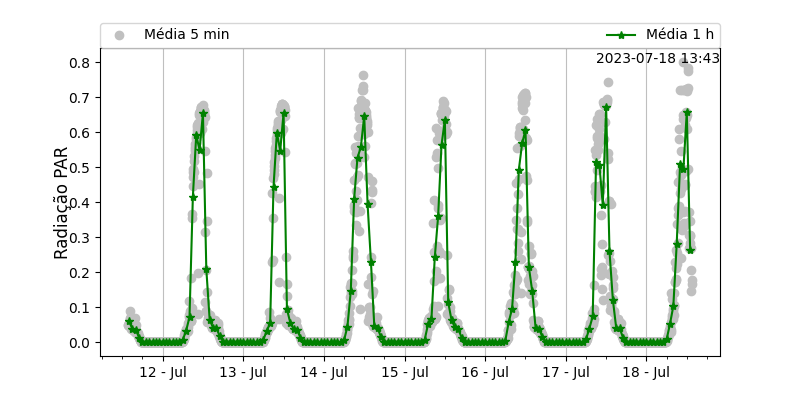 Média 5 min
Média 1 h
2023-07-18 13:43
Radiação PAR
0.8
0.7
0.6
0.5
0.4
0.3
0.2
0.1
0.0
12 - Jul
13 - Jul
14 - Jul
15 - Jul
16 - Jul
17 - Jul
18 - Jul